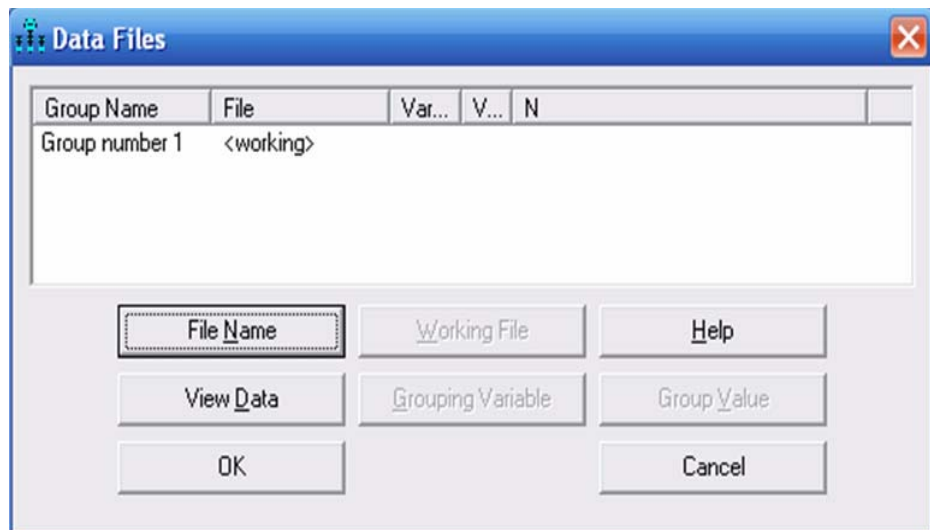 Data Files
Group Name File Var... V... N
Group number 1 <working>
File Name Working File Help
View Data Grouping Variable Group Value
OK Cancel